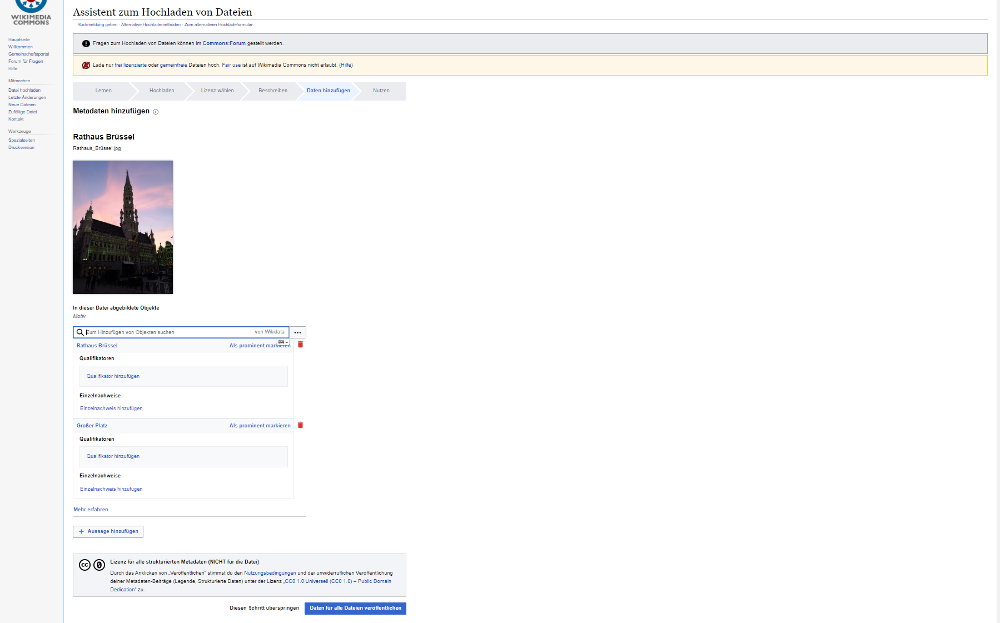 WIKIMEDIA
COMMONS
Hauptseite
Willkommen
Gemeinschaftsportal
Forum für Fragen
Hilfe
Mitmachen
Datei hochladen
Letzte Änderungen
Neue Dateien
Zufällige Datei
Kontakt
Werkzeuge
Spezialseiten
Druckversion
Assistent zum Hochladen von Dateien
Rückmeldung geben · Alternative Hochlademethoden · Zum alternativen Hochladeformular
Fragen zum Hochladen von Dateien können im Commons:Forum gestellt werden.
Lade nur frei lizenzierte oder gemeinfreie Dateien hoch. Fair use ist auf Wikimedia Commons nicht erlaubt. (Hilfe)
Lernen Hochladen Lizenz wählen Beschreiben Daten hinzufügen Nutzen
Metadaten hinzufügen
Rathaus Brüssel
Rathaus_Brüssel.jpg
In dieser Datei abgebildete Objekte
Motiv
Zum Hinzufügen von Objekten suchen von Wikidata
Rathaus Brüssel Als prominent markieren
Qualifikatoren
Qualifikator hinzufügen
Einzelnachweise
Einzelnachweis hinzufügen
Großer Platz Als prominent markieren
Qualifikatoren
Qualifikator hinzufügen
Einzelnachweise
Einzelnachweis hinzufügen
Mehr erfahren
+ Aussage hinzufügen
cc 0 Lizenz für alle strukturierten Metadaten (NICHT für die Datei)
Durch das Anklicken von „Veröffentlichen“ stimmst du den Nutzungsbedingungen und der unwiderruflichen Veröffentlichung
deiner Metadaten-Beiträge (Legende, Strukturierte Daten) unter der Lizenz „CC0 1.0 Universell (CC0 1.0) – Public Domain
Dedication“ zu.
Diesen Schritt überspringen Daten für alle Dateien veröffentlichen